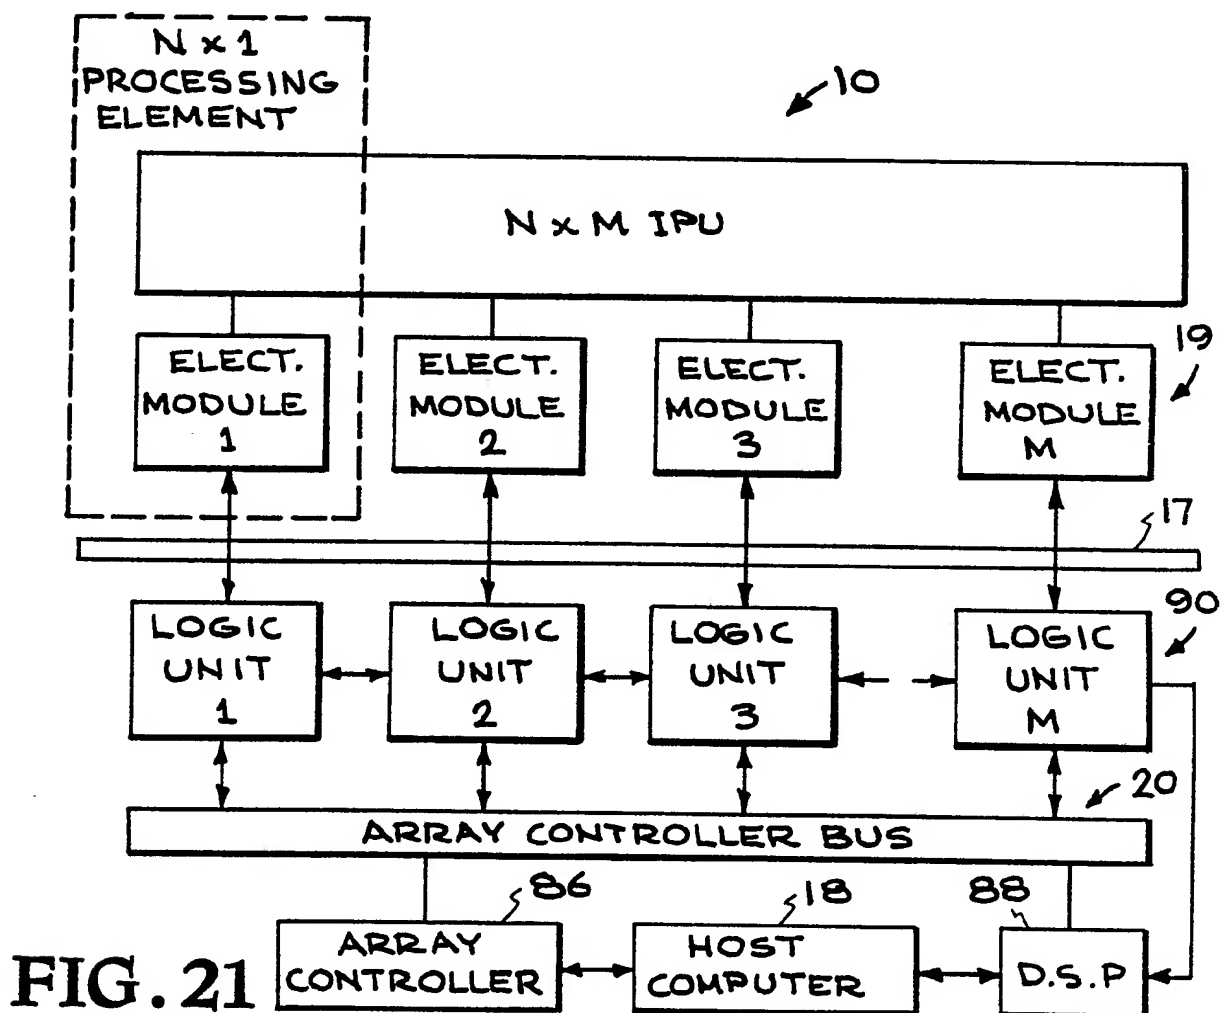 N x 1
PROCESSING
ELEMENT
10
N x M IPU
ELECT.
MODULE
1
ELECT.
MODULE
2
ELECT.
MODULE
3
ELECT.
MODULE
M
19
17
LOGIC
UNIT
1
LOGIC
UNIT
2
LOGIC
UNIT
3
LOGIC
UNIT
M
90
20
ARRAY CONTROLLER BUS
86
18
88
ARRAY
CONTROLLER
HOST
COMPUTER
D.S.P
FIG. 21